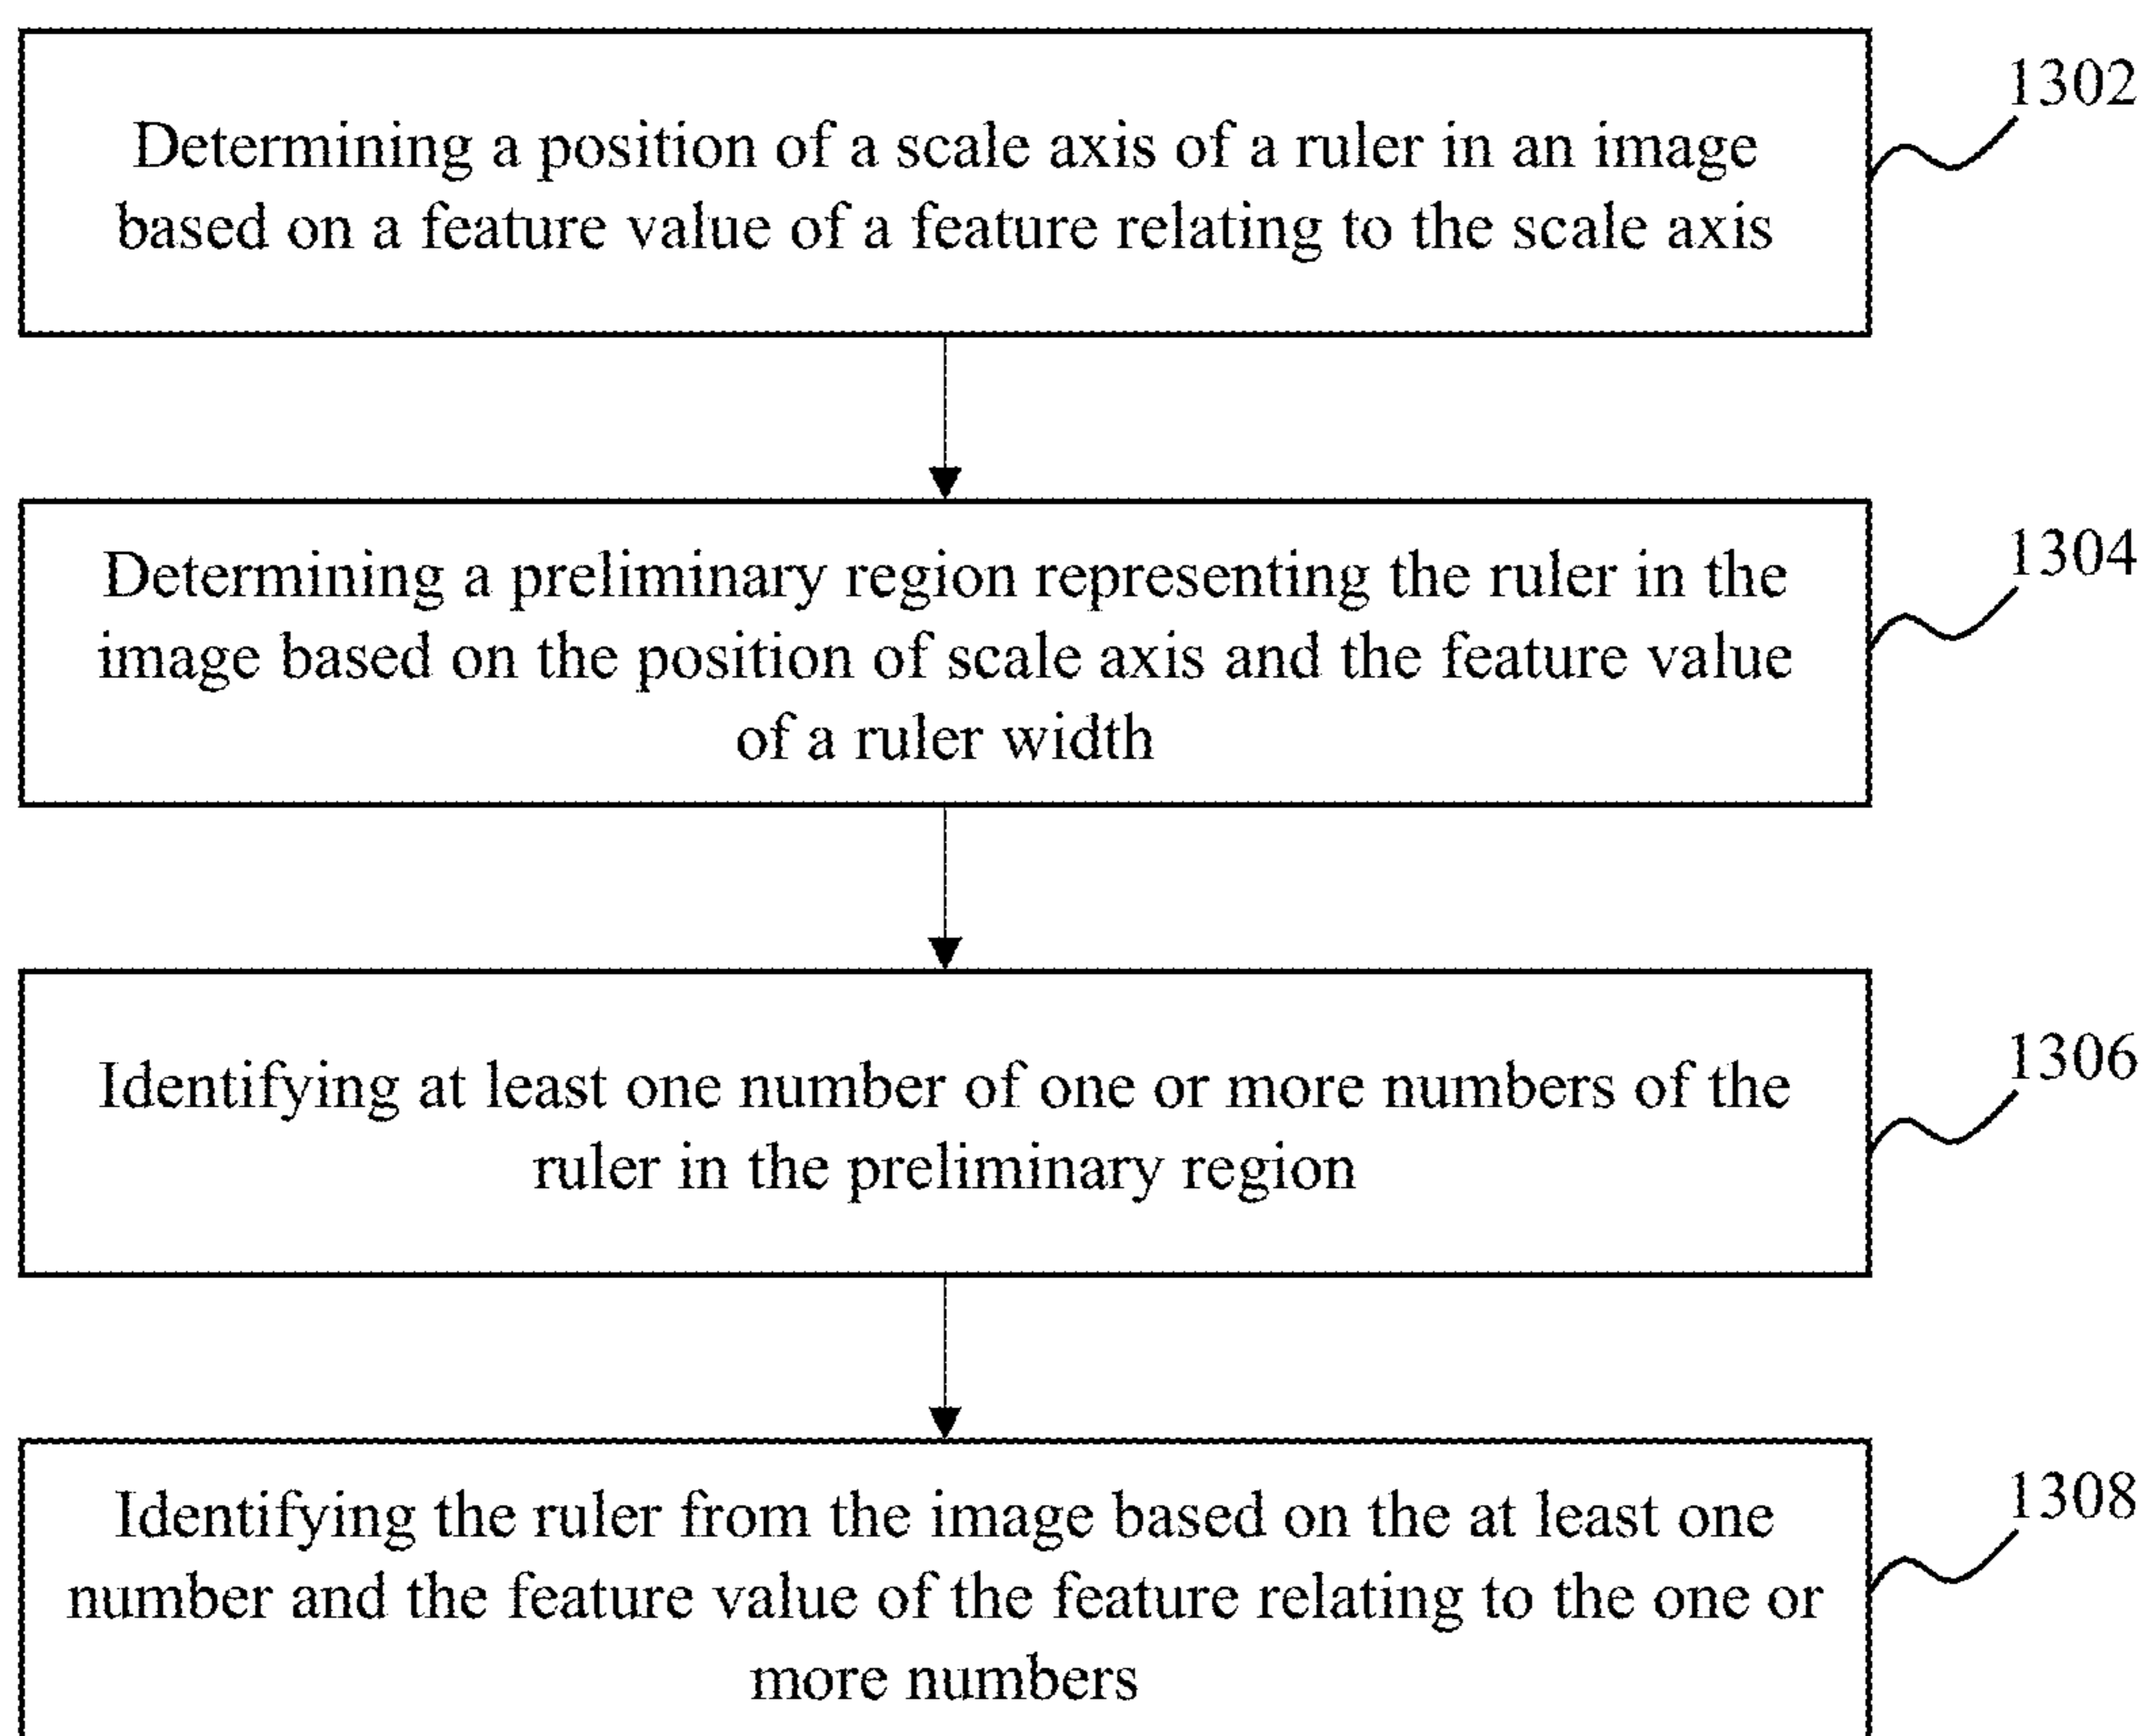 1302
Determining a position of a scale axis of a ruler in an image
based on a feature value of a feature relating to the scale axis
1304
Determining a preliminary region representing the ruler in the
image based on the position of scale axis and the feature value
of a ruler width
1306
Identifying at least one number of one or more numbers of the
ruler in the preliminary region
1308
Identifying the ruler from the image based on the at least one
number and the feature value of the feature relating to the one or
more numbers